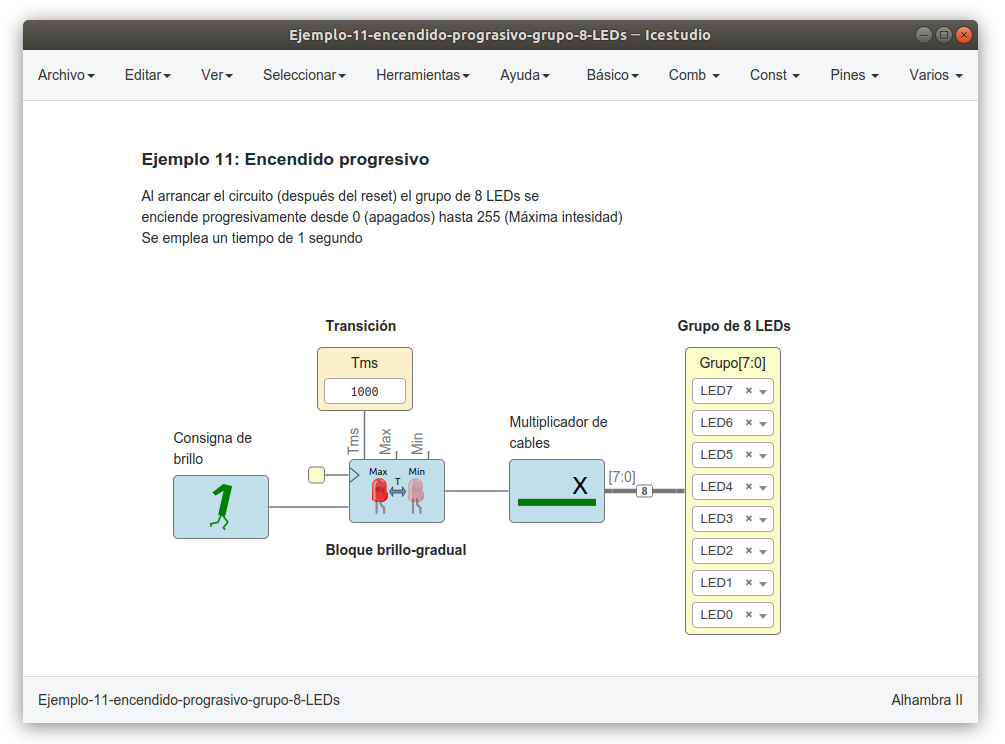 Ejemplo-11-encendido-prograsivo-grupo-8-LEDs — Icestudio
Archivo Editar Ver Seleccionar Herramientas Ayuda Básico Comb Const Pines Varios
Ejemplo 11: Encendido progresivo
Al arrancar el circuito (después del reset) el grupo de 8 LEDs se
enciende progresivamente desde 0 (apagados) hasta 255 (Máxima intesidad)
Se emplea un tiempo de 1 segundo
Transición
Tms
1000
Tms
Max
Min
Consigna de
brillo
1
Max T Min
Bloque brillo-gradual
Multiplicador de
cables
X
[7:0]
8
Grupo de 8 LEDs
Grupo[7:0]
LED7 ×
LED6 ×
LED5 ×
LED4 ×
LED3 ×
LED2 ×
LED1 ×
LED0 ×
Ejemplo-11-encendido-prograsivo-grupo-8-LEDs
Alhambra II